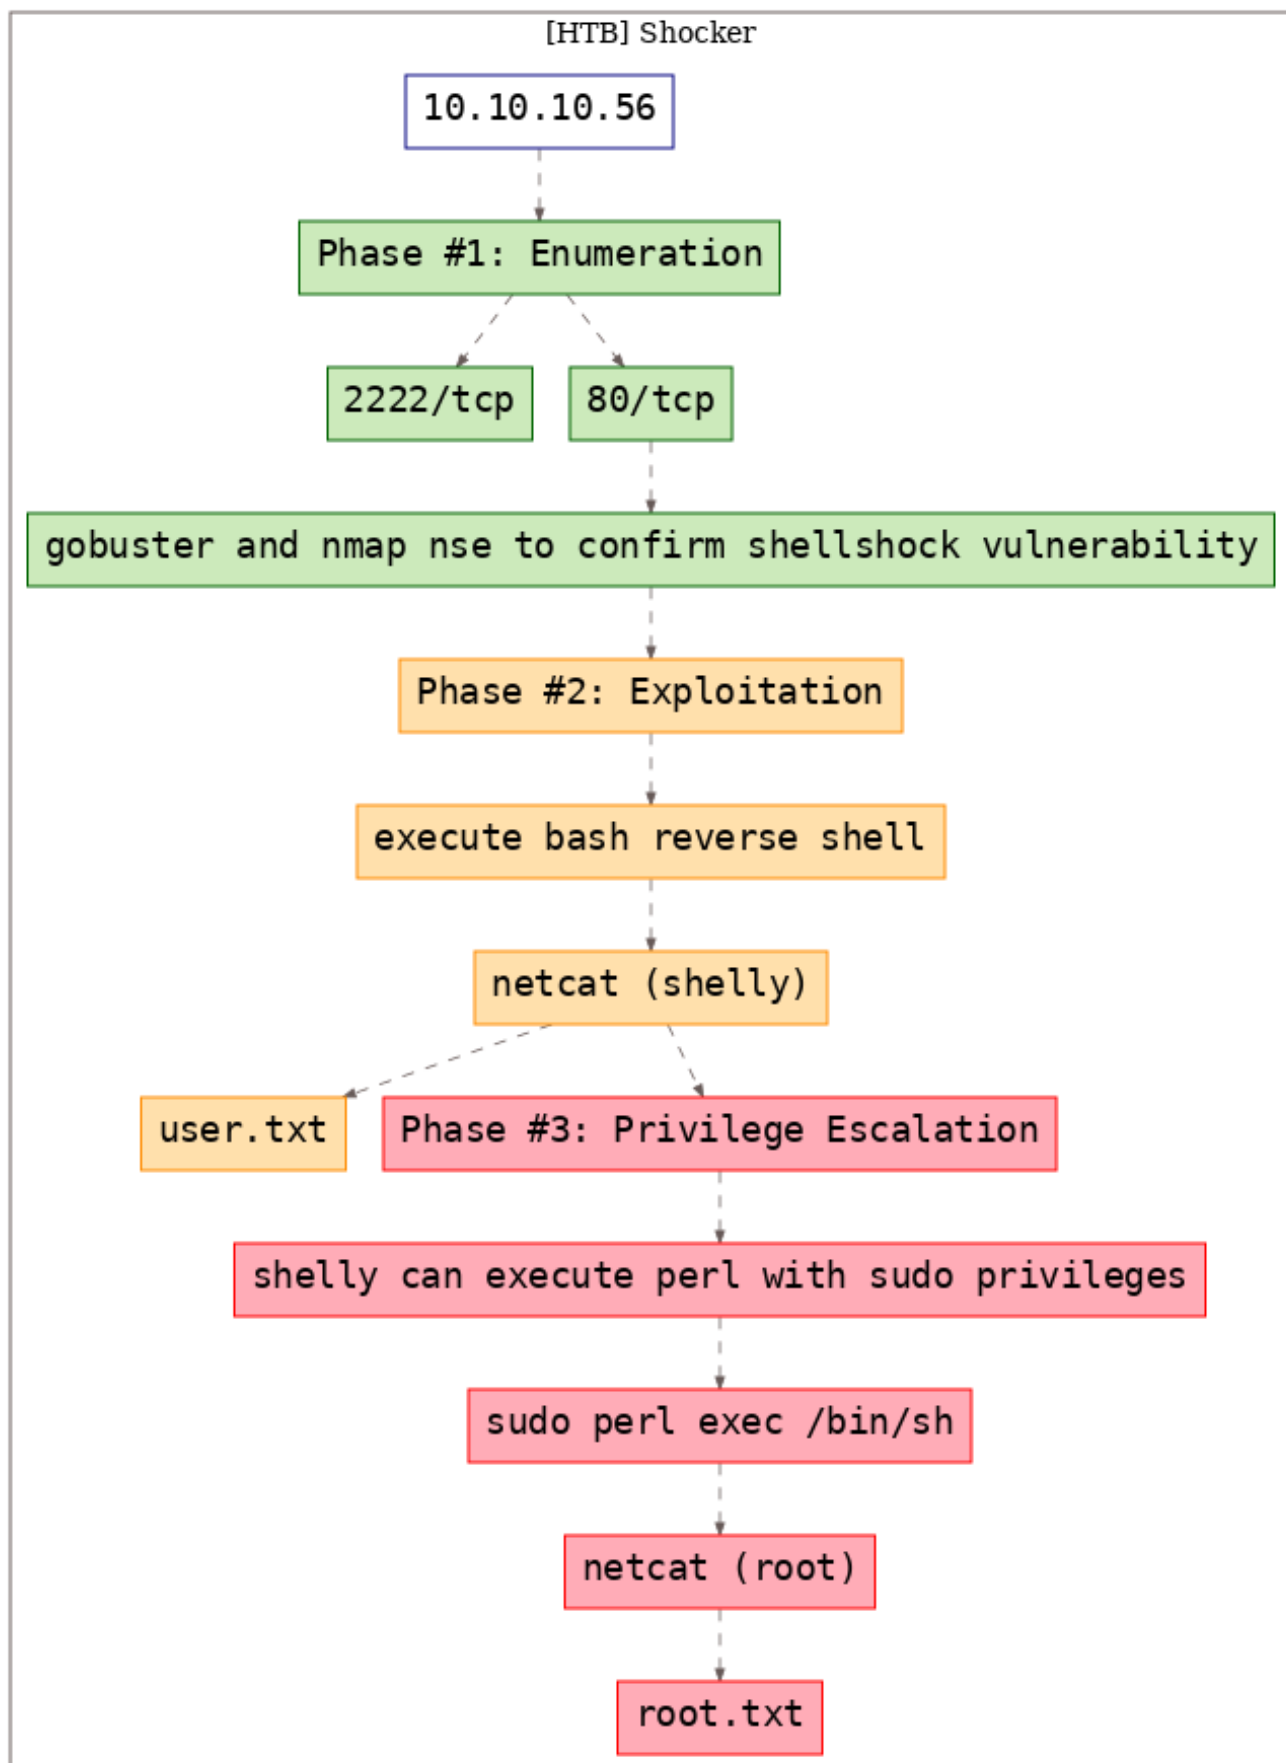 [HTB] Shocker
10.10.10.56
Phase #1: Enumeration
2222/tcp
80/tcp
gobuster and nmap nse to confirm shellshock vulnerability
Phase #2: Exploitation
execute bash reverse shell
netcat (shelly)
user.txt
Phase #3: Privilege Escalation
shelly can execute perl with sudo privileges
sudo perl exec /bin/sh
netcat (root)
root.txt